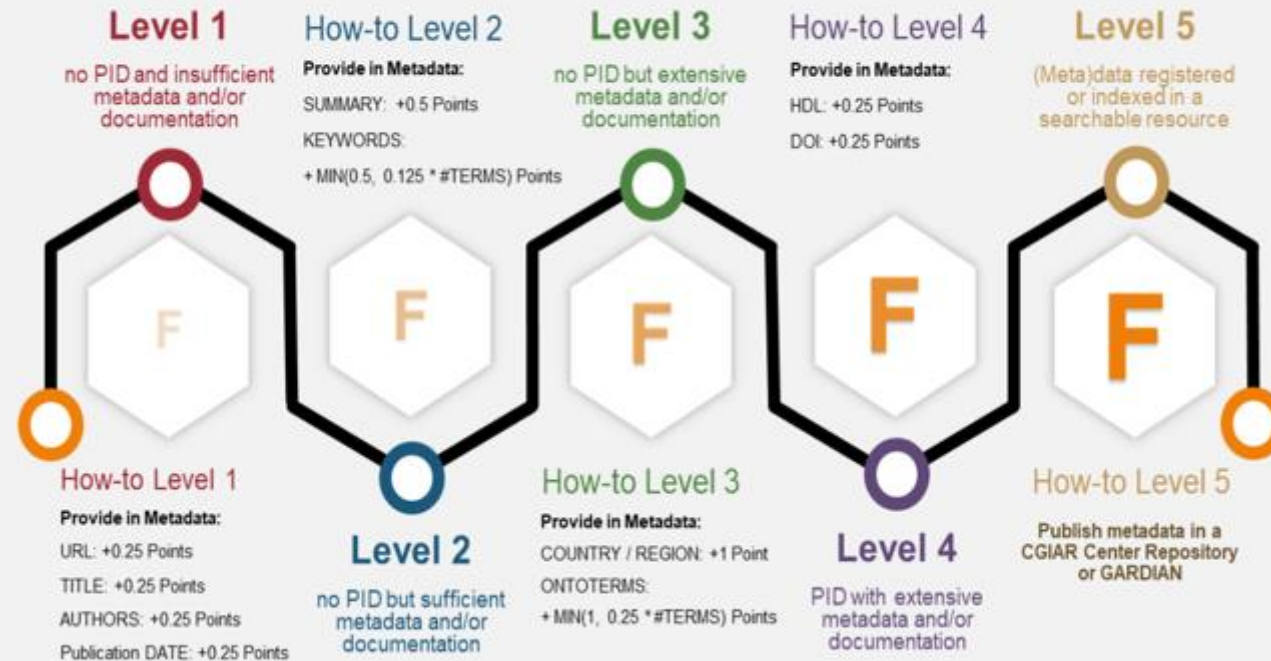 Level 1
no PID and insufficient
metadata and/or
documentation
How-to Level 2
Provide in Metadata:
SUMMARY: +0.5 Points
KEYWORDS:
+ MIN(0.5, 0.125 * #TERMS) Points
Level 3
no PID but extensive
metadata and/or
documentation
How-to Level 4
Provide in Metadata:
HDL: +0.25 Points
DOI: +0.25 Points
Level 5
(Meta)data registered
or indexed in a
searchable resource
F
F
F
F
F
How-to Level 1
Provide in Metadata:
URL: +0.25 Points
TITLE: +0.25 Points
AUTHORS: +0.25 Points
Publication DATE: +0.25 Points
Level 2
no PID but sufficient
metadata and/or
documentation
How-to Level 3
Provide in Metadata:
COUNTRY / REGION: +1 Point
ONTOTERMS:
+ MIN(1, 0.25 * #TERMS) Points
Level 4
PID with extensive
metadata and/or
documentation
How-to Level 5
Publish metadata in a
CGIAR Center Repository
or GARDIAN